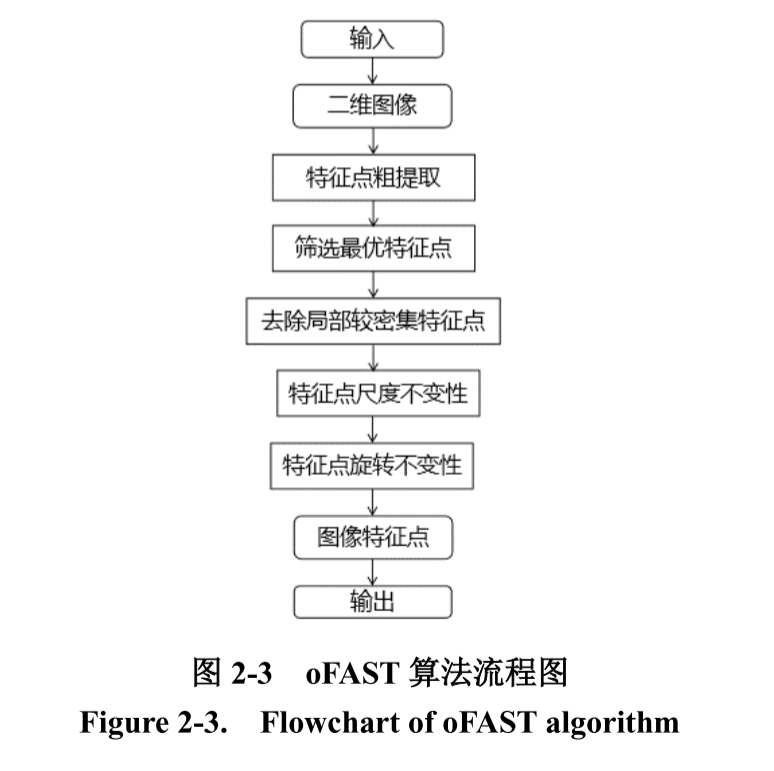 输入
二维图像
特征点粗提取
筛选最优特征点
去除局部较密集特征点
特征点尺度不变性
特征点旋转不变性
图像特征点
输出
图 2-3 oFAST 算法流程图
Figure 2-3. Flowchart of oFAST algorithm